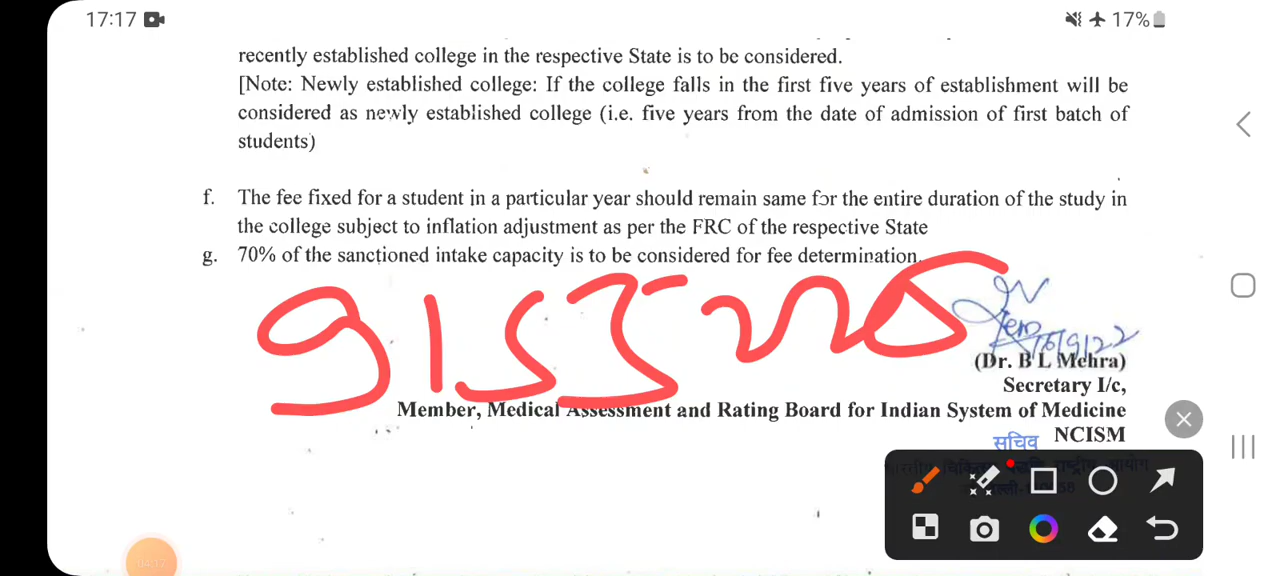 17:17 17%
recently established college in the respective State is to be considered.
[Note: Newly established college: If the college falls in the first five years of establishment will be
considered as newly established college (i.e. five years from the date of admission of first batch of
students)
f. The fee fixed for a student in a particular year should remain same for the entire duration of the study in
the college subject to inflation adjustment as per the FRC of the respective State
g. 70% of the sanctioned intake capacity is to be considered for fee determination.
(Dr. B L Mehra)
Secretary I/c,
Member, Medical Assessment and Rating Board for Indian System of Medicine
सचिव NCISM
04:17